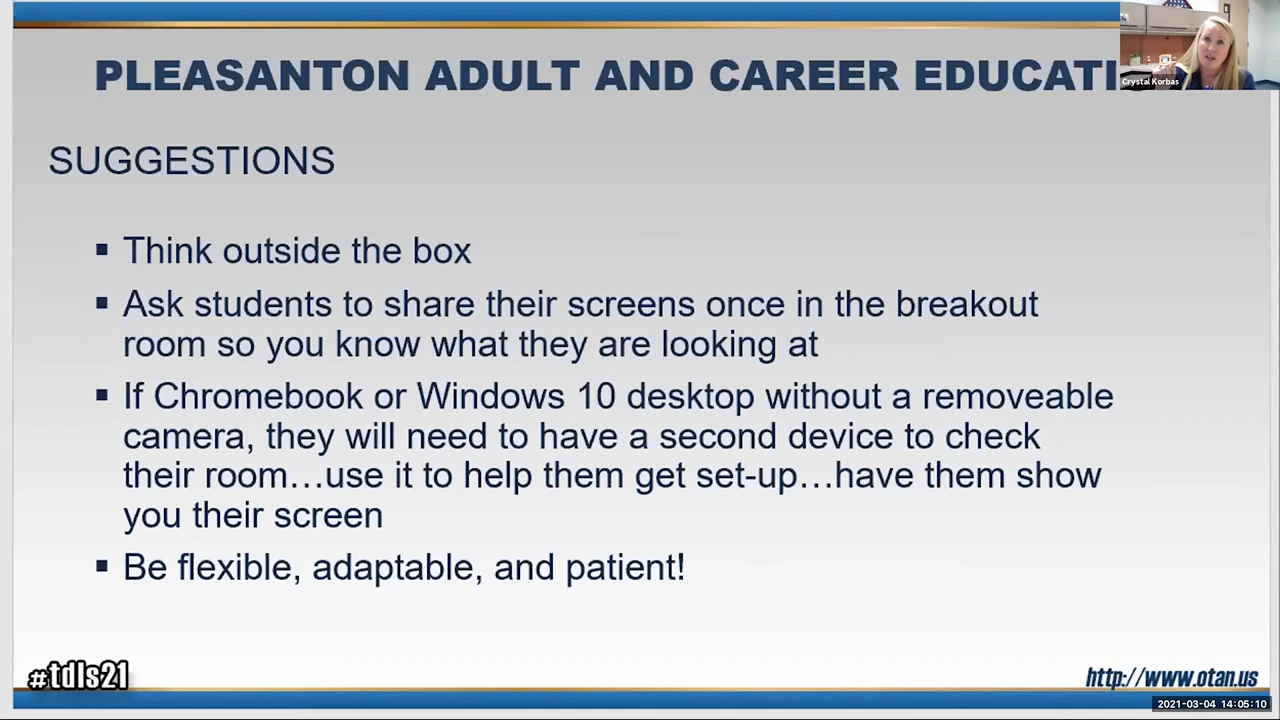 PLEASANTON ADULT AND CAREER EDUCATI
Crystal Korbas
SUGGESTIONS
▪ Think outside the box
▪ Ask students to share their screens once in the breakout
room so you know what they are looking at
▪ If Chromebook or Windows 10 desktop without a removeable
camera, they will need to have a second device to check
their room…use it to help them get set-up…have them show
you their screen
▪ Be flexible, adaptable, and patient!
#tdls21
http://www.otan.us
2021-03-04 14:05:10